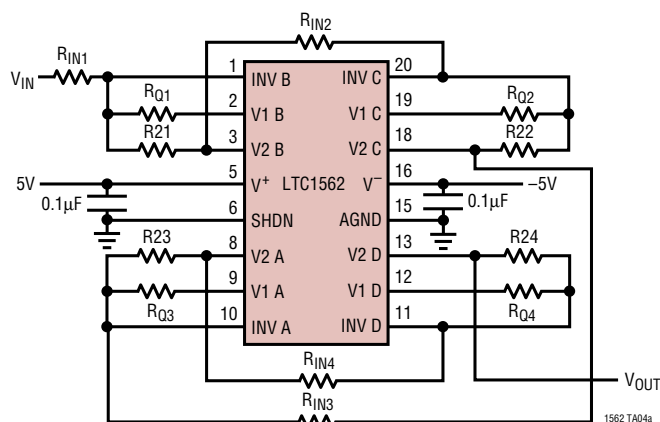 RIN2
RIN1
VIN
1 INV B INV C 20
RQ1 2 V1 B V1 C 19 RQ2
R21 3 V2 B V2 C 18 R22
5V 5 V+ LTC1562 V– 16 –5V
0.1µF 6 SHDN AGND 15 0.1µF
R23 8 V2 A V2 D 13 R24
9 V1 A V1 D 12
RQ3 10 INV A INV D 11 RQ4
RIN4
VOUT
RIN3
1562 TA04a